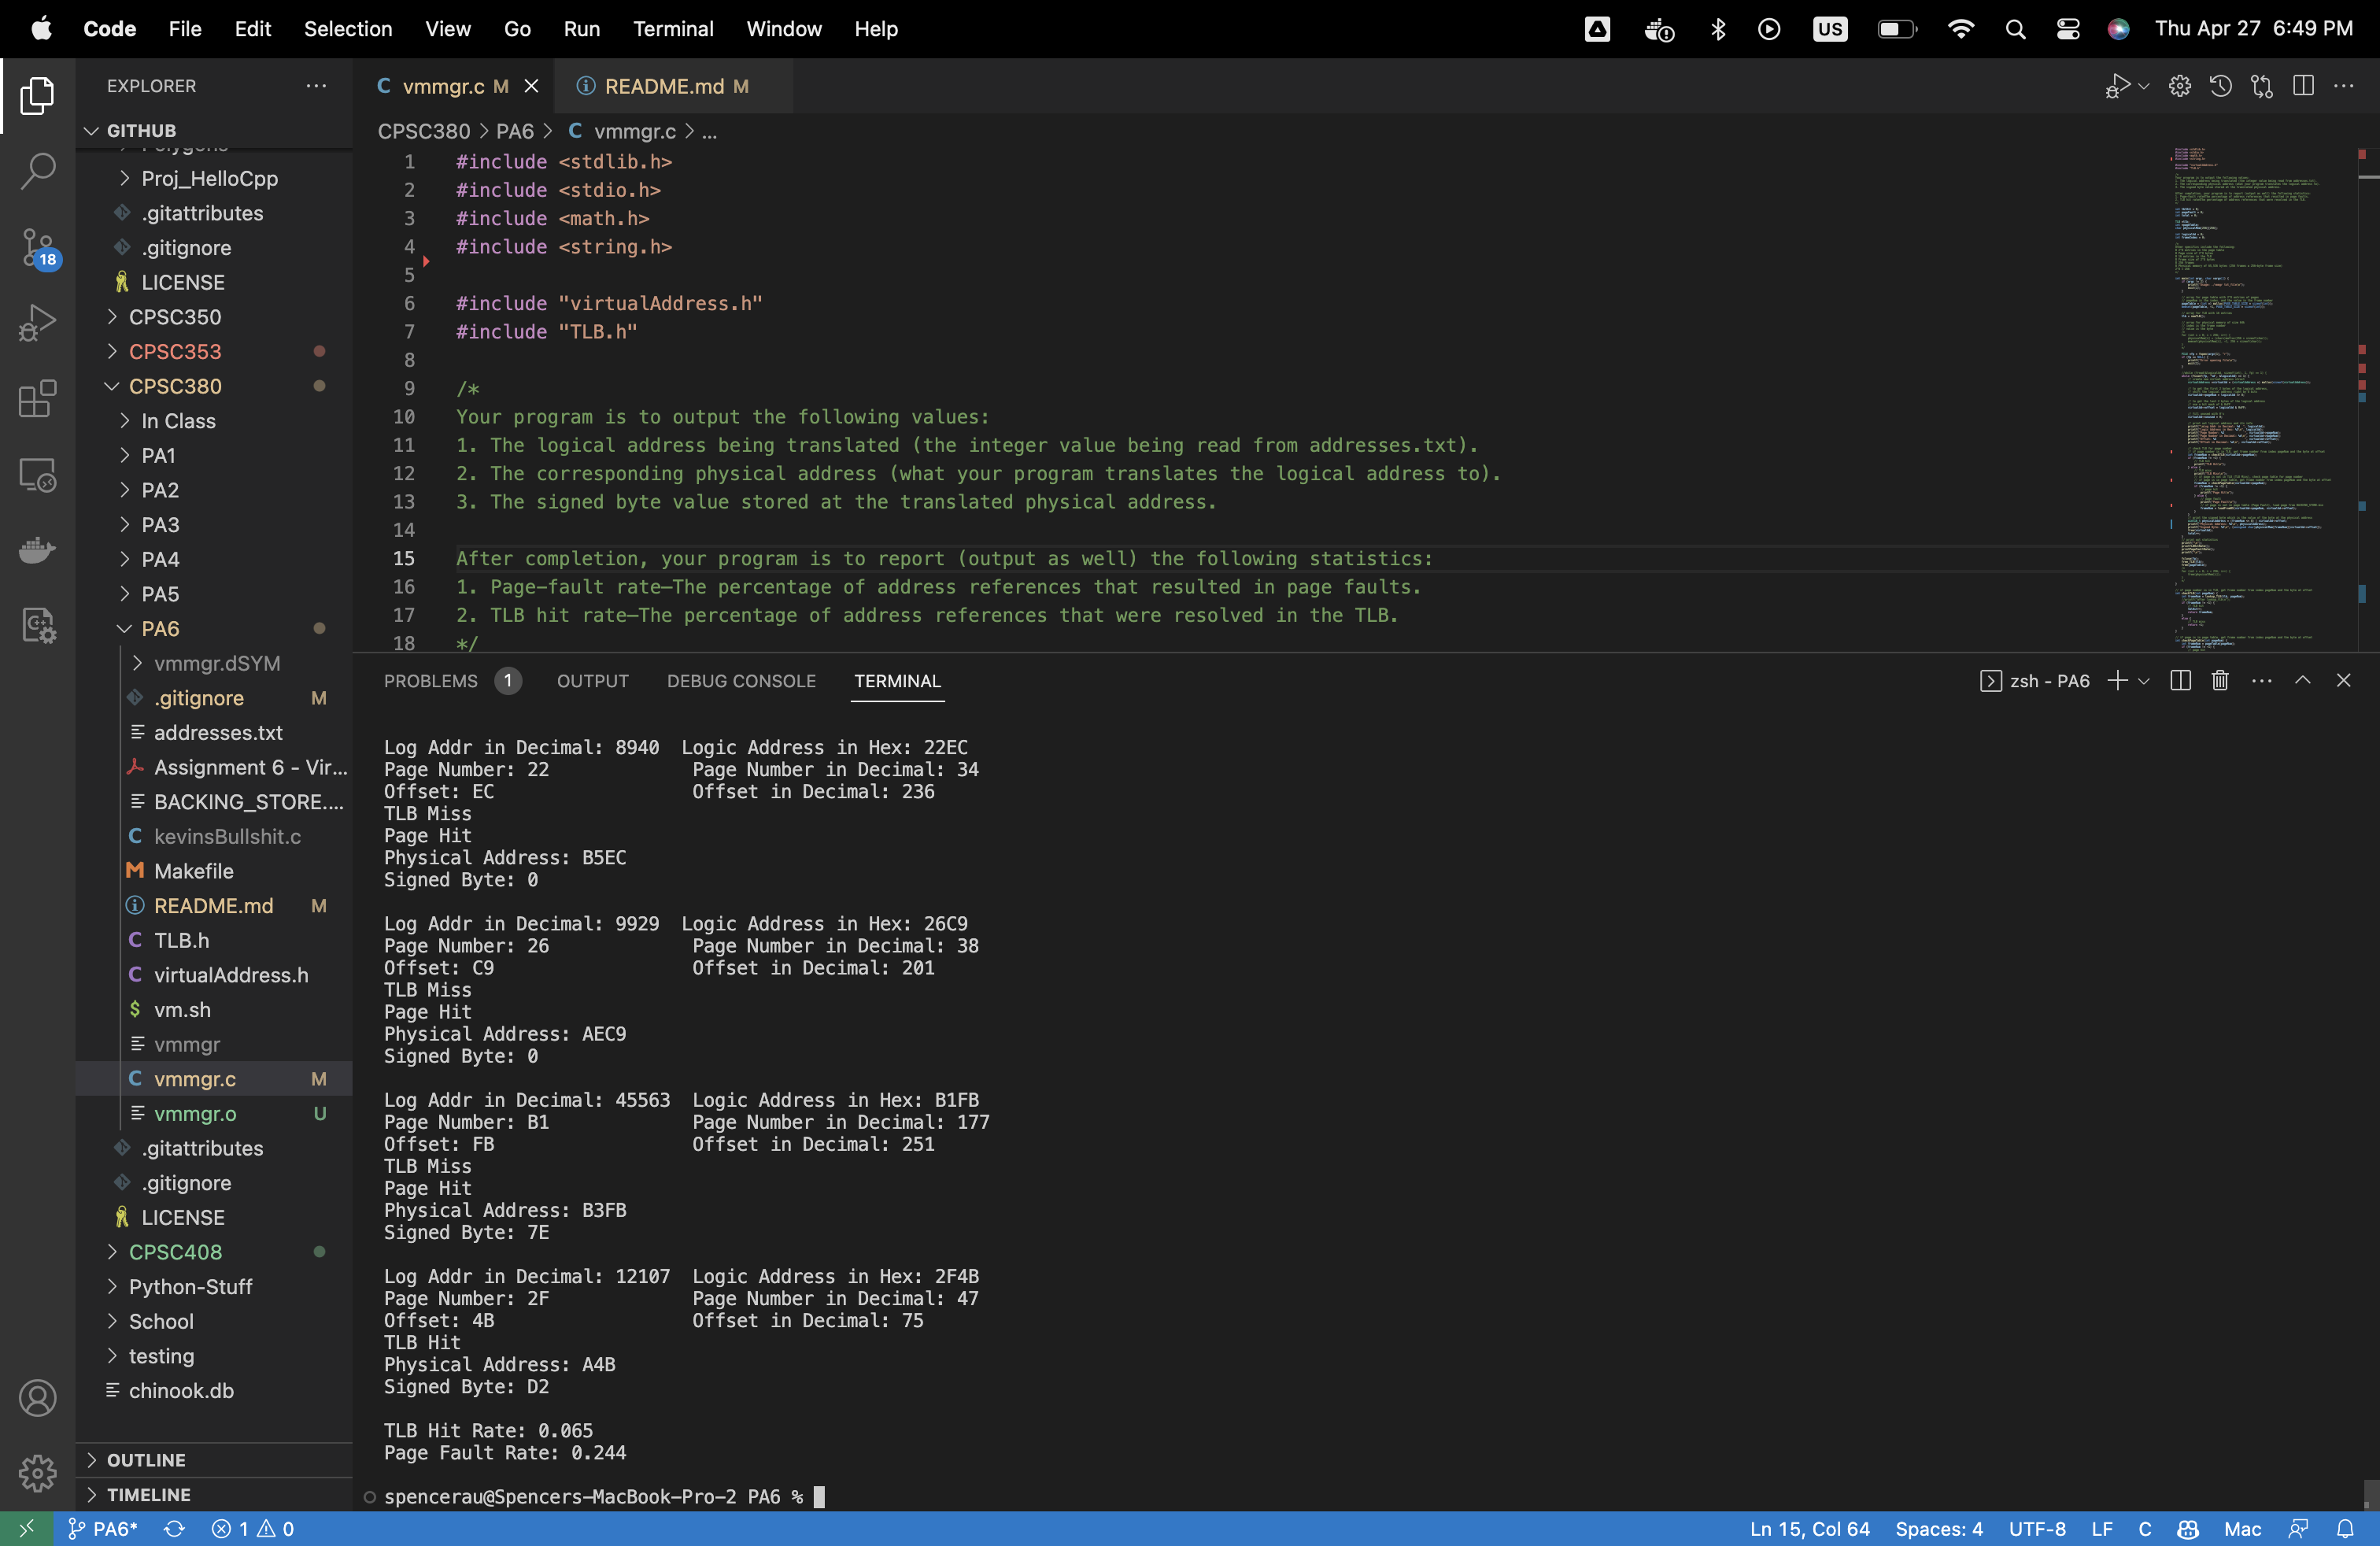 Code File Edit Selection View Go Run Terminal Window Help US Thu Apr 27 6:49 PM
EXPLORER
GITHUB
Proj_HelloCpp
.gitattributes
.gitignore
LICENSE
CPSC350
CPSC353
CPSC380
In Class
PA1
PA2
PA3
PA4
PA5
PA6
vmmgr.dSYM
.gitignore M
addresses.txt
Assignment 6 - Vir...
BACKING_STORE....
kevinsBullshit.c
Makefile
README.md M
TLB.h
virtualAddress.h
vm.sh
vmmgr
vmmgr.c M
vmmgr.o U
.gitattributes
.gitignore
LICENSE
CPSC408
Python-Stuff
School
testing
chinook.db
OUTLINE
TIMELINE
18
vmmgr.c M README.md M
CPSC380 > PA6 > C vmmgr.c > ...
1 #include <stdlib.h>
2 #include <stdio.h>
3 #include <math.h>
4 #include <string.h>
5
6 #include "virtualAddress.h"
7 #include "TLB.h"
8
9 /*
10 Your program is to output the following values:
11 1. The logical address being translated (the integer value being read from addresses.txt).
12 2. The corresponding physical address (what your program translates the logical address to).
13 3. The signed byte value stored at the translated physical address.
14
15 After completion, your program is to report (output as well) the following statistics:
16 1. Page-fault rate—The percentage of address references that resulted in page faults.
17 2. TLB hit rate—The percentage of address references that were resolved in the TLB.
18 */
PROBLEMS 1 OUTPUT DEBUG CONSOLE TERMINAL zsh - PA6
Log Addr in Decimal: 8940 Logic Address in Hex: 22EC
Page Number: 22 Page Number in Decimal: 34
Offset: EC Offset in Decimal: 236
TLB Miss
Page Hit
Physical Address: B5EC
Signed Byte: 0
Log Addr in Decimal: 9929 Logic Address in Hex: 26C9
Page Number: 26 Page Number in Decimal: 38
Offset: C9 Offset in Decimal: 201
TLB Miss
Page Hit
Physical Address: AEC9
Signed Byte: 0
Log Addr in Decimal: 45563 Logic Address in Hex: B1FB
Page Number: B1 Page Number in Decimal: 177
Offset: FB Offset in Decimal: 251
TLB Miss
Page Hit
Physical Address: B3FB
Signed Byte: 7E
Log Addr in Decimal: 12107 Logic Address in Hex: 2F4B
Page Number: 2F Page Number in Decimal: 47
Offset: 4B Offset in Decimal: 75
TLB Hit
Physical Address: A4B
Signed Byte: D2
TLB Hit Rate: 0.065
Page Fault Rate: 0.244
spencerau@Spencers-MacBook-Pro-2 PA6 %
PA6* 1 0 Ln 15, Col 64 Spaces: 4 UTF-8 LF C Mac